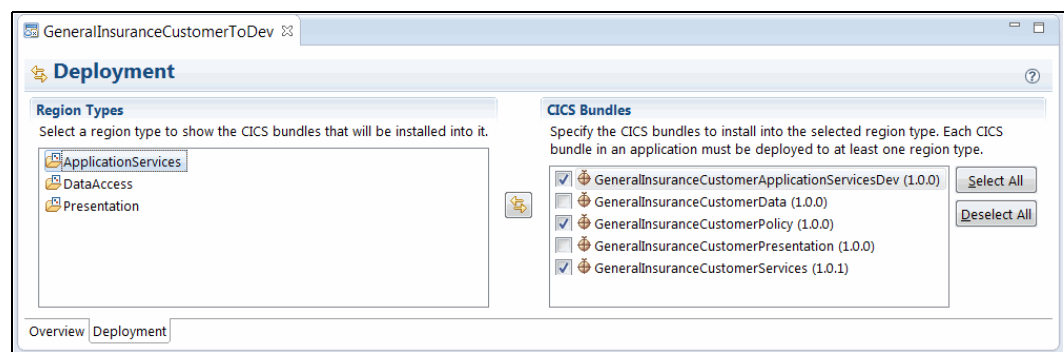 GeneralInsuranceCustomerToDev
Deployment
Region Types
Select a region type to show the CICS bundles that will be installed into it.
ApplicationServices
DataAccess
Presentation
CICS Bundles
Specify the CICS bundles to install into the selected region type. Each CICS
bundle in an application must be deployed to at least one region type.
GeneralInsuranceCustomerApplicationServicesDev (1.0.0)
GeneralInsuranceCustomerData (1.0.0)
GeneralInsuranceCustomerPolicy (1.0.0)
GeneralInsuranceCustomerPresentation (1.0.0)
GeneralInsuranceCustomerServices (1.0.1)
Select All
Deselect All
Overview Deployment